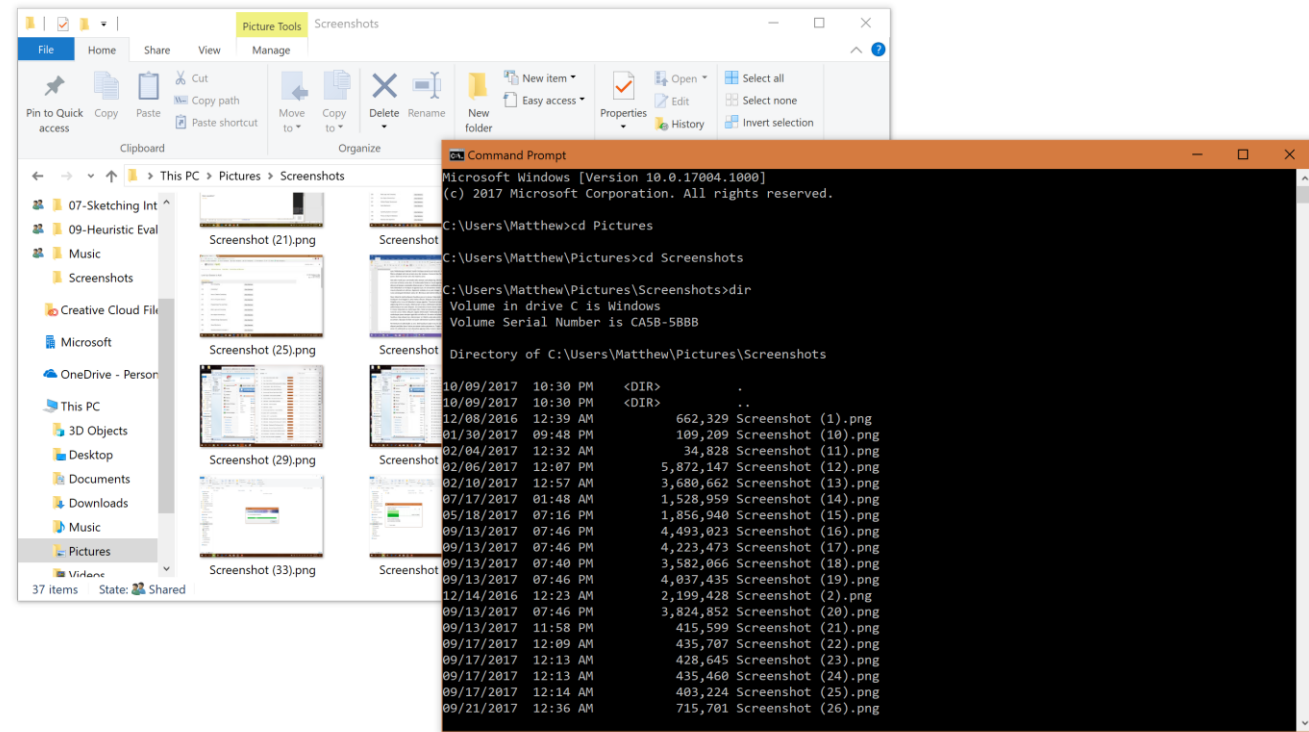 Picture Tools Screenshots
File Home Share View Manage
Pin to Quick access
Copy
Paste
Cut
Copy path
Paste shortcut
Clipboard
Move to
Copy to
Delete
Rename
Organize
New folder
New item
Easy access
Properties
Open
Edit
History
Select all
Select none
Invert selection
This PC > Pictures > Screenshots
07-Sketching Int
09-Heuristic Eval
Music
Screenshots
Creative Cloud File
Microsoft
OneDrive - Person
This PC
3D Objects
Desktop
Documents
Downloads
Music
Pictures
Videos
Screenshot (21).png Screenshot
Screenshot (25).png Screenshot
Screenshot (29).png Screenshot
Screenshot (33).png Screenshot
37 items State: Shared
Command Prompt
Microsoft Windows [Version 10.0.17004.1000]
(c) 2017 Microsoft Corporation. All rights reserved.
C:\Users\Matthew>cd Pictures
C:\Users\Matthew\Pictures>cd Screenshots
C:\Users\Matthew\Pictures\Screenshots>dir
Volume in drive C is Windows
Volume Serial Number is CA5B-5BBB
Directory of C:\Users\Matthew\Pictures\Screenshots
10/09/2017 10:30 PM <DIR> .
10/09/2017 10:30 PM <DIR> ..
12/08/2016 12:39 AM 662,329 Screenshot (1).png
01/30/2017 09:48 PM 109,209 Screenshot (10).png
02/04/2017 12:32 AM 34,828 Screenshot (11).png
02/06/2017 12:07 PM 5,872,147 Screenshot (12).png
02/10/2017 12:57 AM 3,680,662 Screenshot (13).png
07/17/2017 01:48 AM 1,528,959 Screenshot (14).png
05/18/2017 07:16 PM 1,856,940 Screenshot (15).png
09/13/2017 07:46 PM 4,493,023 Screenshot (16).png
09/13/2017 07:46 PM 4,223,473 Screenshot (17).png
09/13/2017 07:40 PM 3,582,066 Screenshot (18).png
09/13/2017 07:46 PM 4,037,435 Screenshot (19).png
12/14/2016 12:23 AM 2,199,428 Screenshot (2).png
09/13/2017 07:46 PM 3,824,852 Screenshot (20).png
09/13/2017 11:58 PM 415,599 Screenshot (21).png
09/17/2017 12:09 AM 435,707 Screenshot (22).png
09/17/2017 12:13 AM 428,645 Screenshot (23).png
09/17/2017 12:13 AM 435,460 Screenshot (24).png
09/17/2017 12:14 AM 403,224 Screenshot (25).png
09/21/2017 12:36 AM 715,701 Screenshot (26).png